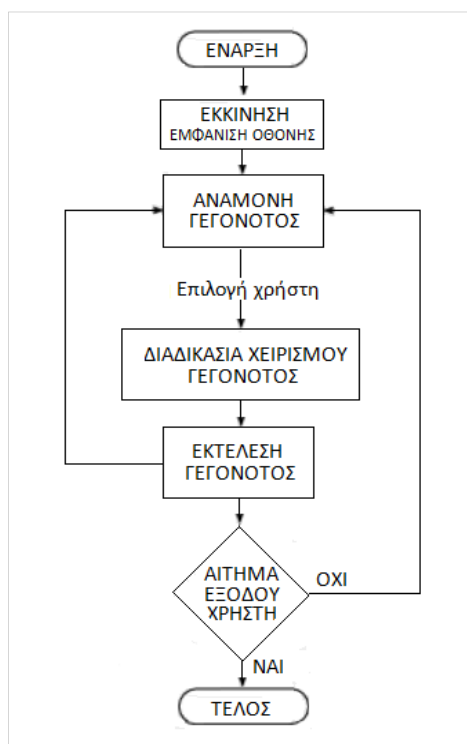 ΕΝΑΡΞΗ
ΕΚΚΙΝΗΣΗ
ΕΜΦΑΝΙΣΗ ΟΘΟΝΗΣ
ΑΝΑΜΟΝΗ
ΓΕΓΟΝΟΤΟΣ
Επιλογή χρήστη
ΔΙΑΔΙΚΑΣΙΑ ΧΕΙΡΙΣΜΟΥ
ΓΕΓΟΝΟΤΟΣ
ΕΚΤΕΛΕΣΗ
ΓΕΓΟΝΟΤΟΣ
ΑΙΤΗΜΑ
ΕΞΟΔΟΥ
ΧΡΗΣΤΗ
ΟΧΙ
ΝΑΙ
ΤΕΛΟΣ